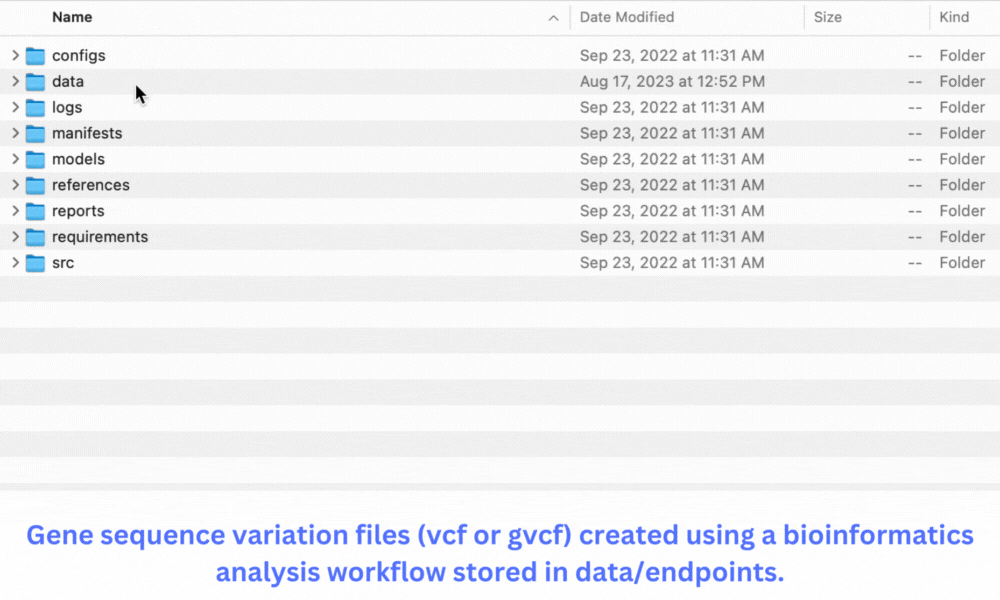 Name Date Modified Size Kind
configs Sep 23, 2022 at 11:31 AM -- Folder
data Aug 17, 2023 at 12:52 PM -- Folder
logs Sep 23, 2022 at 11:31 AM -- Folder
manifests Sep 23, 2022 at 11:31 AM -- Folder
models Sep 23, 2022 at 11:31 AM -- Folder
references Sep 23, 2022 at 11:31 AM -- Folder
reports Sep 23, 2022 at 11:31 AM -- Folder
requirements Sep 23, 2022 at 11:31 AM -- Folder
src Sep 23, 2022 at 11:31 AM -- Folder
Gene sequence variation files (vcf or gvcf) created using a bioinformatics
analysis workflow stored in data/endpoints.